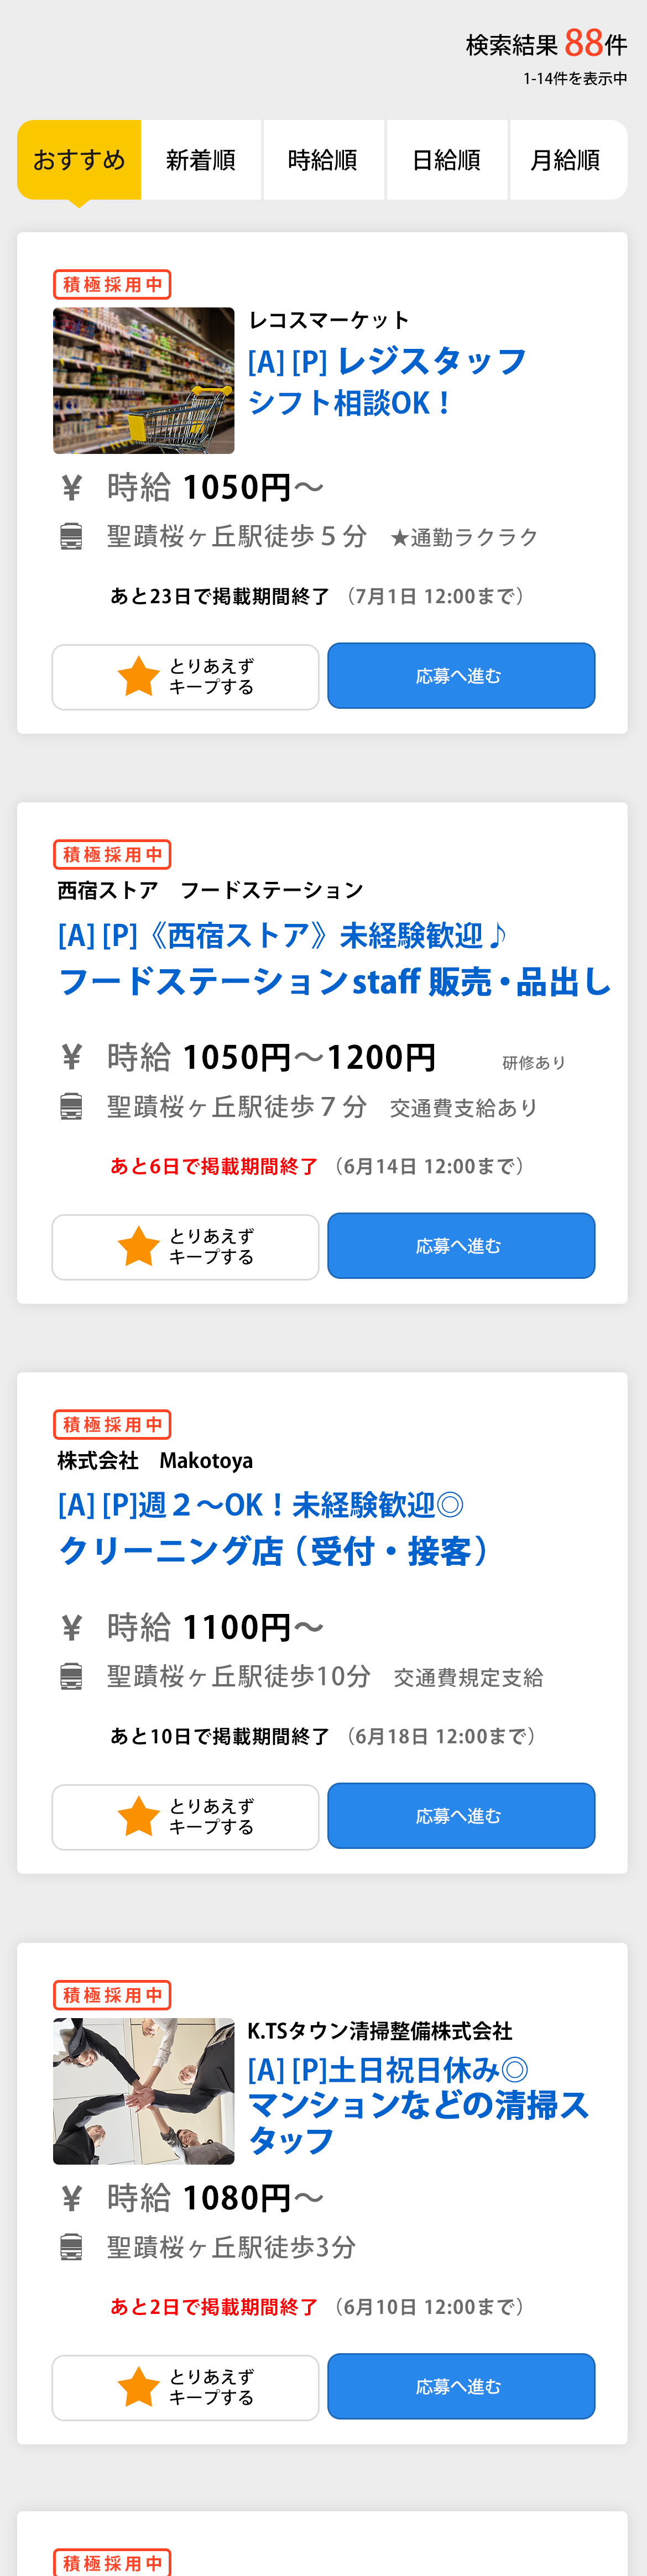 検索結果 88件
1-14件を表示中
おすすめ 新着順 時給順 日給順 月給順
積極採用中
レコスマーケット
[A] [P] レジスタッフ
シフト相談OK！
¥ 時給 1050円～
聖蹟桜ヶ丘駅徒歩５分 ★通勤ラクラク
あと23日で掲載期間終了 （7月1日 12:00まで）
とりあえず
キープする
応募へ進む
積極採用中
西宿ストア　フードステーション
[A] [P]《西宿ストア》未経験歓迎♪
フードステーションstaff 販売・品出し
¥ 時給 1050円～1200円 研修あり
聖蹟桜ヶ丘駅徒歩７分 交通費支給あり
あと6日で掲載期間終了 （6月14日 12:00まで）
とりあえず
キープする
応募へ進む
積極採用中
株式会社　Makotoya
[A] [P]週２～OK！未経験歓迎◎
クリーニング店（受付・接客）
¥ 時給 1100円～
聖蹟桜ヶ丘駅徒歩10分 交通費規定支給
あと10日で掲載期間終了 （6月18日 12:00まで）
とりあえず
キープする
応募へ進む
積極採用中
K.TSタウン清掃整備株式会社
[A] [P]土日祝日休み◎
マンションなどの清掃ス
タッフ
¥ 時給 1080円～
聖蹟桜ヶ丘駅徒歩3分
あと2日で掲載期間終了 （6月10日 12:00まで）
とりあえず
キープする
応募へ進む
積極採用中